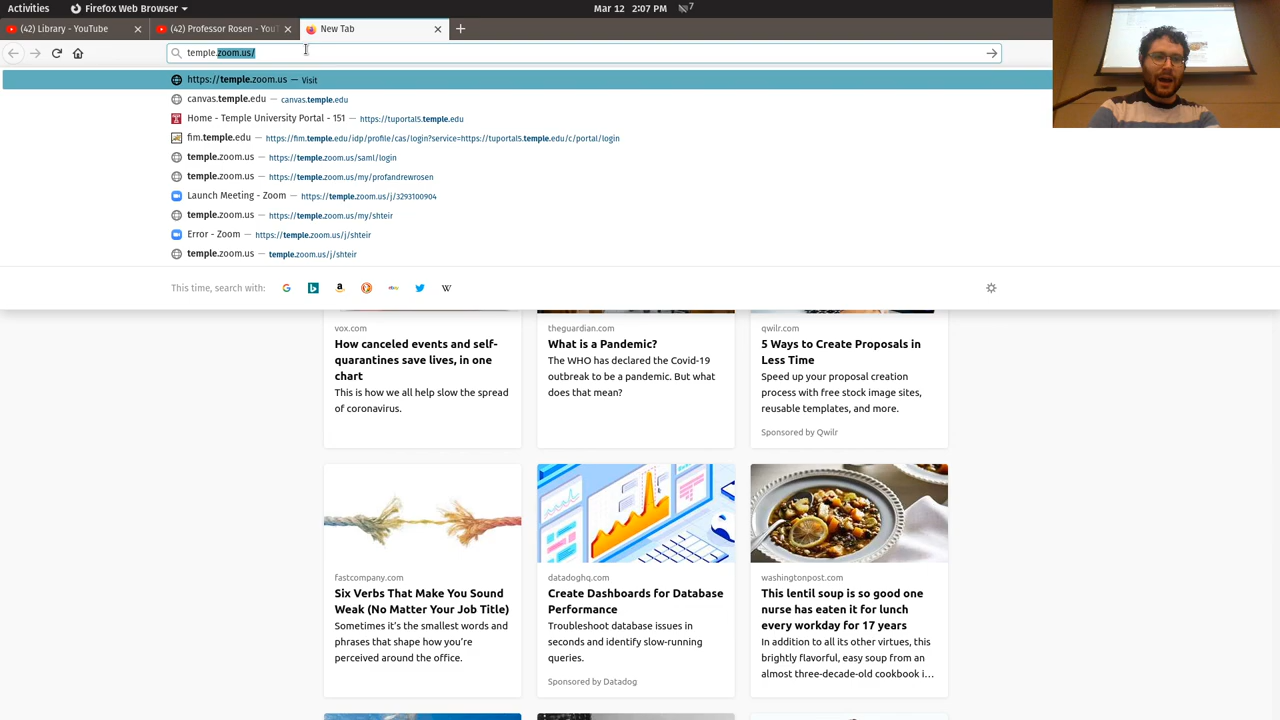 Activities
Firefox Web Browser
Mar 12 2:07 PM
7
(42) Library - YouTube
(42) Professor Rosen - YouT
New Tab
temple.zoom.us/
https://temple.zoom.us — Visit
canvas.temple.edu — canvas.temple.edu
Home - Temple University Portal - 151 — https://tuportal5.temple.edu
fim.temple.edu — https://fim.temple.edu/idp/profile/cas/login?service=https://tuportal5.temple.edu/c/portal/login
temple.zoom.us — https://temple.zoom.us/saml/login
temple.zoom.us — https://temple.zoom.us/my/profandrewrosen
Launch Meeting - Zoom — https://temple.zoom.us/j/3293100904
temple.zoom.us — https://temple.zoom.us/my/shteir
Error - Zoom — https://temple.zoom.us/j/shteir
temple.zoom.us — temple.zoom.us/j/shteir
This time, search with:
vox.com
How canceled events and self-
quarantines save lives, in one
chart
This is how we all help slow the spread
of coronavirus.
theguardian.com
What is a Pandemic?
The WHO has declared the Covid-19
outbreak to be a pandemic. But what
does that mean?
qwilr.com
5 Ways to Create Proposals in
Less Time
Speed up your proposal creation
process with free stock image sites,
reusable templates, and more.
Sponsored by Qwilr
fastcompany.com
Six Verbs That Make You Sound
Weak (No Matter Your Job Title)
Sometimes it's the smallest words and
phrases that shape how you're
perceived around the office.
datadoghq.com
Create Dashboards for Database
Performance
Troubleshoot database issues in
seconds and identify slow-running
queries.
Sponsored by Datadog
washingtonpost.com
This lentil soup is so good one
nurse has eaten it for lunch
every workday for 17 years
In addition to all its other virtues, this
brightly flavorful, easy soup from an
almost three-decade-old cookbook i...